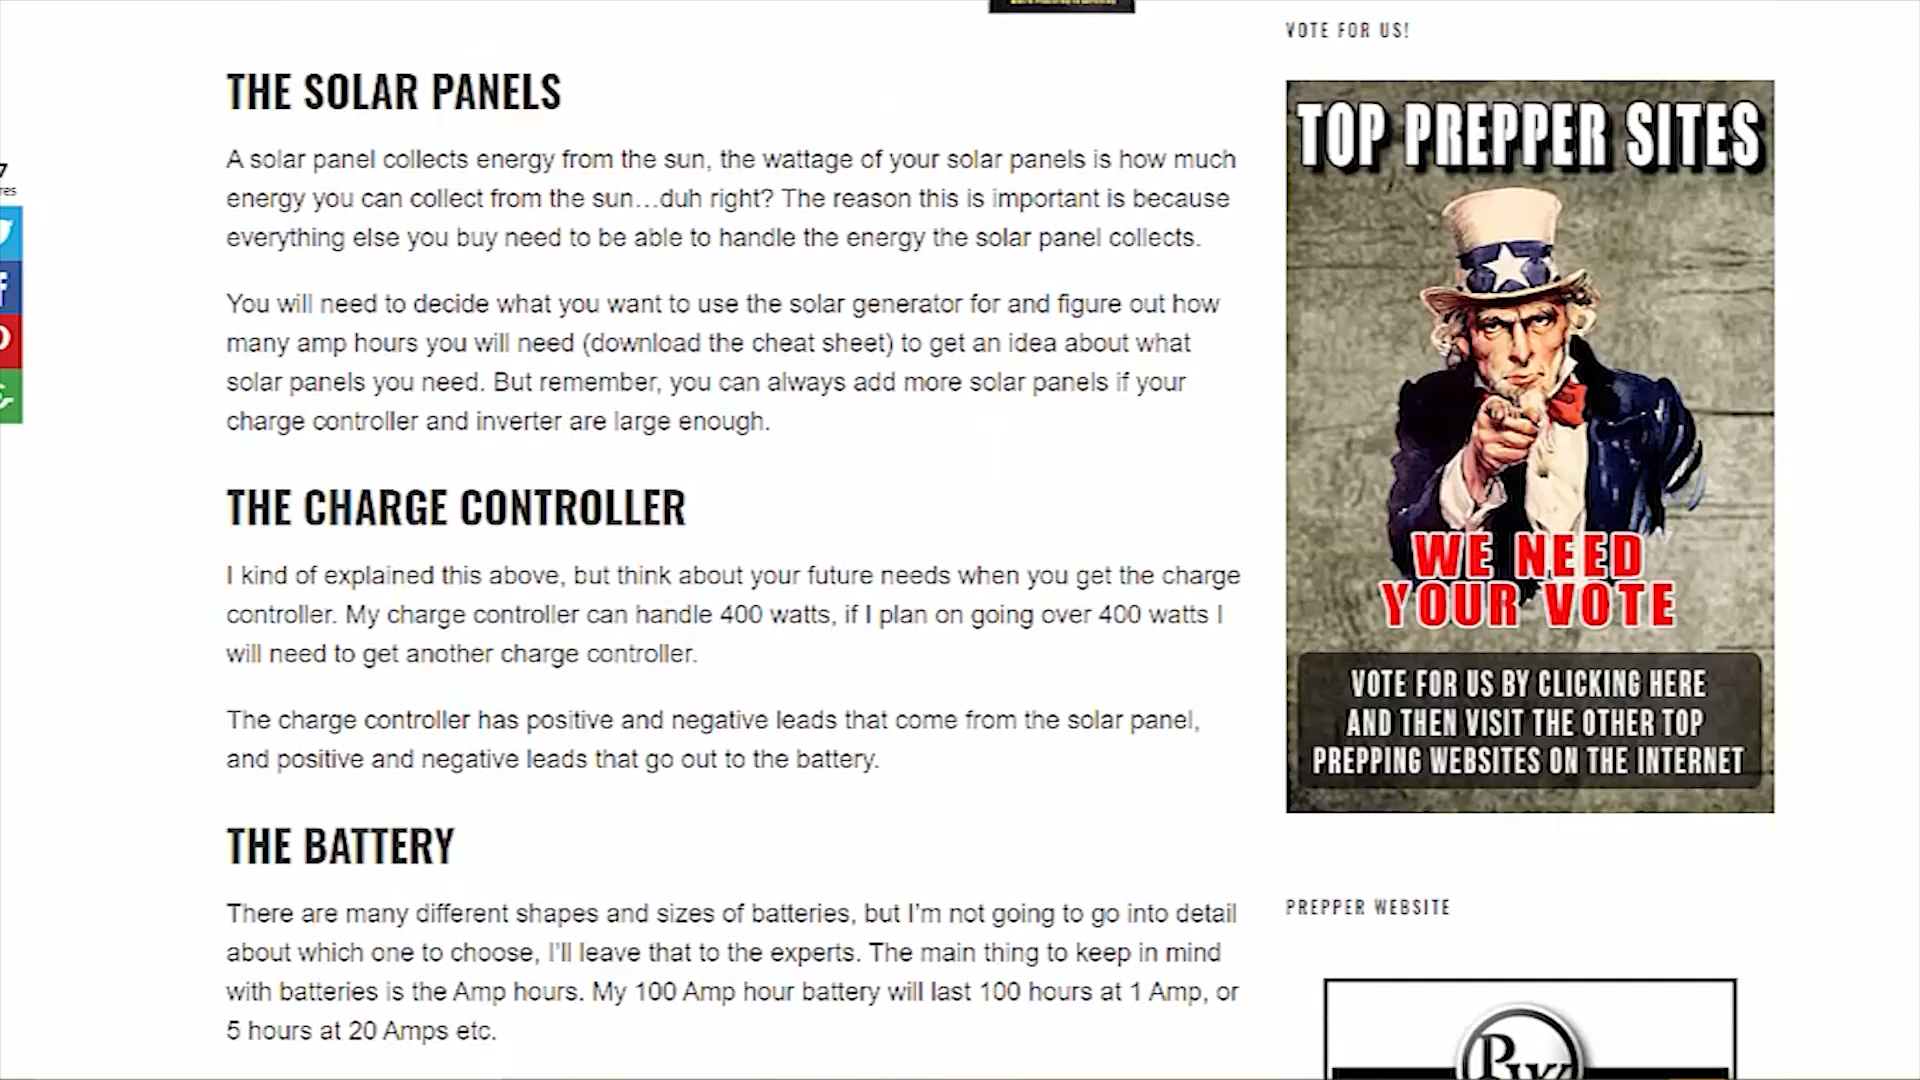 THE SOLAR PANELS
A solar panel collects energy from the sun, the wattage of your solar panels is how much
energy you can collect from the sun…duh right? The reason this is important is because
everything else you buy need to be able to handle the energy the solar panel collects.
You will need to decide what you want to use the solar generator for and figure out how
many amp hours you will need (download the cheat sheet) to get an idea about what
solar panels you need. But remember, you can always add more solar panels if your
charge controller and inverter are large enough.
THE CHARGE CONTROLLER
I kind of explained this above, but think about your future needs when you get the charge
controller. My charge controller can handle 400 watts, if I plan on going over 400 watts I
will need to get another charge controller.
The charge controller has positive and negative leads that come from the solar panel,
and positive and negative leads that go out to the battery.
THE BATTERY
There are many different shapes and sizes of batteries, but I'm not going to go into detail
about which one to choose, I'll leave that to the experts. The main thing to keep in mind
with batteries is the Amp hours. My 100 Amp hour battery will last 100 hours at 1 Amp, or
5 hours at 20 Amps etc.
VOTE FOR US!
TOP PREPPER SITES
WE NEED
YOUR VOTE
VOTE FOR US BY CLICKING HERE
AND THEN VISIT THE OTHER TOP
PREPPING WEBSITES ON THE INTERNET
PREPPER WEBSITE